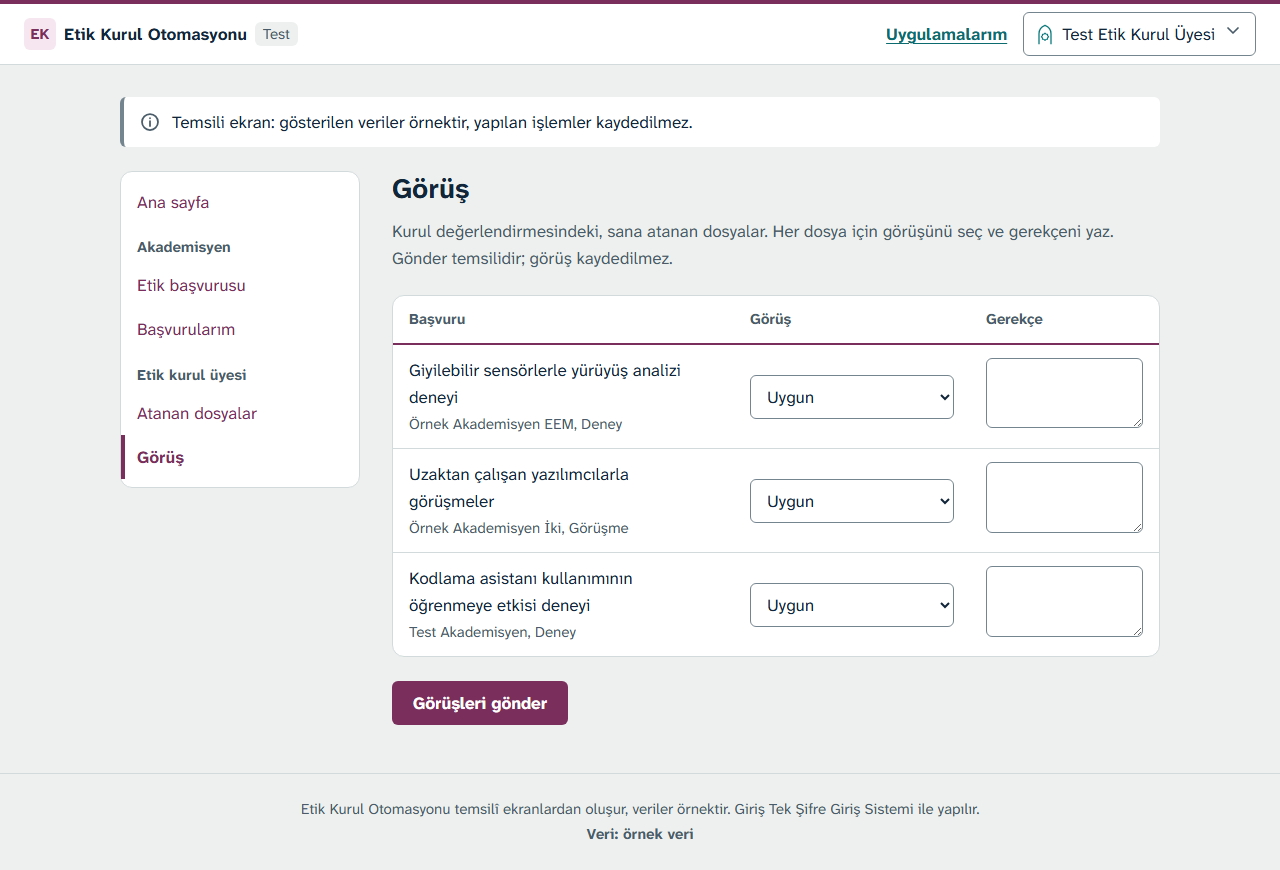 EK Etik Kurul Otomasyonu Test
Uygulamalarım
Test Etik Kurul Üyesi
Temsili ekran: gösterilen veriler örnektir, yapılan işlemler kaydedilmez.
Ana sayfa
Akademisyen
Etik başvurusu
Başvurularım
Etik kurul üyesi
Atanan dosyalar
Görüş
Görüş
Kurul değerlendirmesindeki, sana atanan dosyalar. Her dosya için görüşünü seç ve gerekçeni yaz.
Gönder temsilidir; görüş kaydedilmez.
Başvuru Görüş Gerekçe
Giyilebilir sensörlerle yürüyüş analizi
deneyi
Örnek Akademisyen EEM, Deney
Uygun
Uzaktan çalışan yazılımcılarla
görüşmeler
Örnek Akademisyen İki, Görüşme
Uygun
Kodlama asistanı kullanımının
öğrenmeye etkisi deneyi
Test Akademisyen, Deney
Uygun
Görüşleri gönder
Etik Kurul Otomasyonu temsilî ekranlardan oluşur, veriler örnektir. Giriş Tek Şifre Giriş Sistemi ile yapılır.
Veri: örnek veri